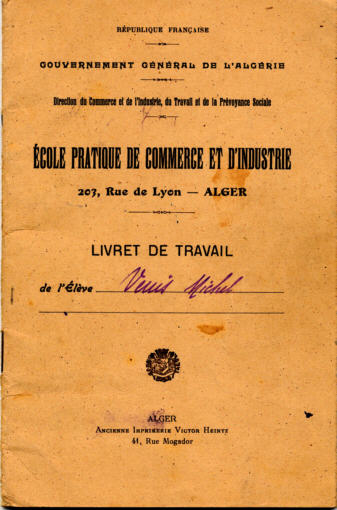 RÉPUBLIQUE FRANÇAISE
GOUVERNEMENT GÉNÉRAL DE L'ALGÉRIE
Direction du Commerce et de l'Industrie, du Travail et de la Prévoyance Sociale
ÉCOLE PRATIQUE DE COMMERCE ET D'INDUSTRIE
203, Rue de Lyon — ALGER
LIVRET DE TRAVAIL
de l'Élève Venis Michel
ALGER
ANCIENNE IMPRIMERIE VICTOR HEINTZ
41, Rue Mogador